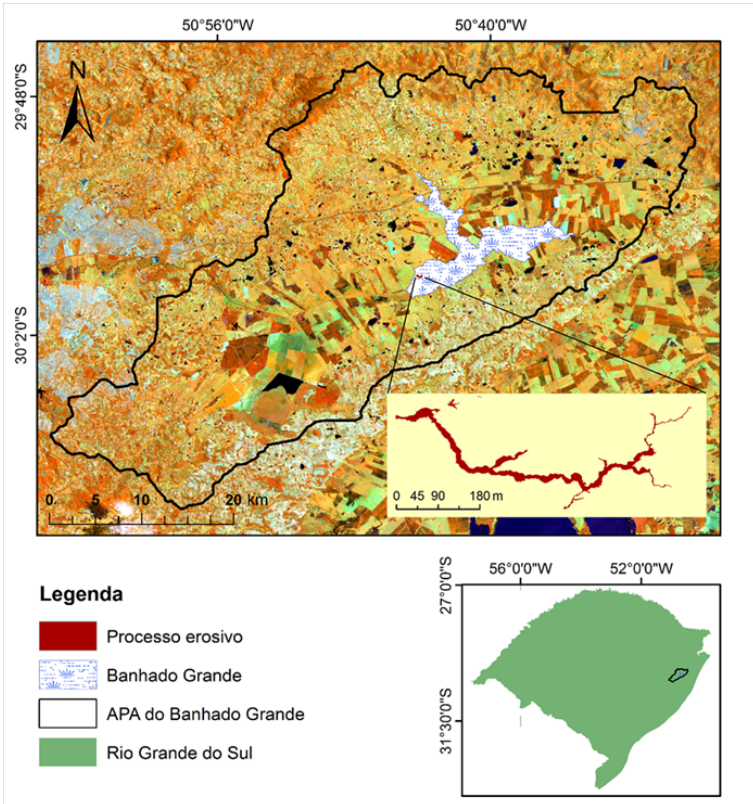 50°56'0"W 50°40'0"W
29°48'0"S
N
30°2'0"S
0 5 10 20 km
0 45 90 180 m
Legenda
Processo erosivo
Banhado Grande
APA do Banhado Grande
Rio Grande do Sul
56°0'0"W 52°0'0"W
27°0'0"S
31°30'0"S